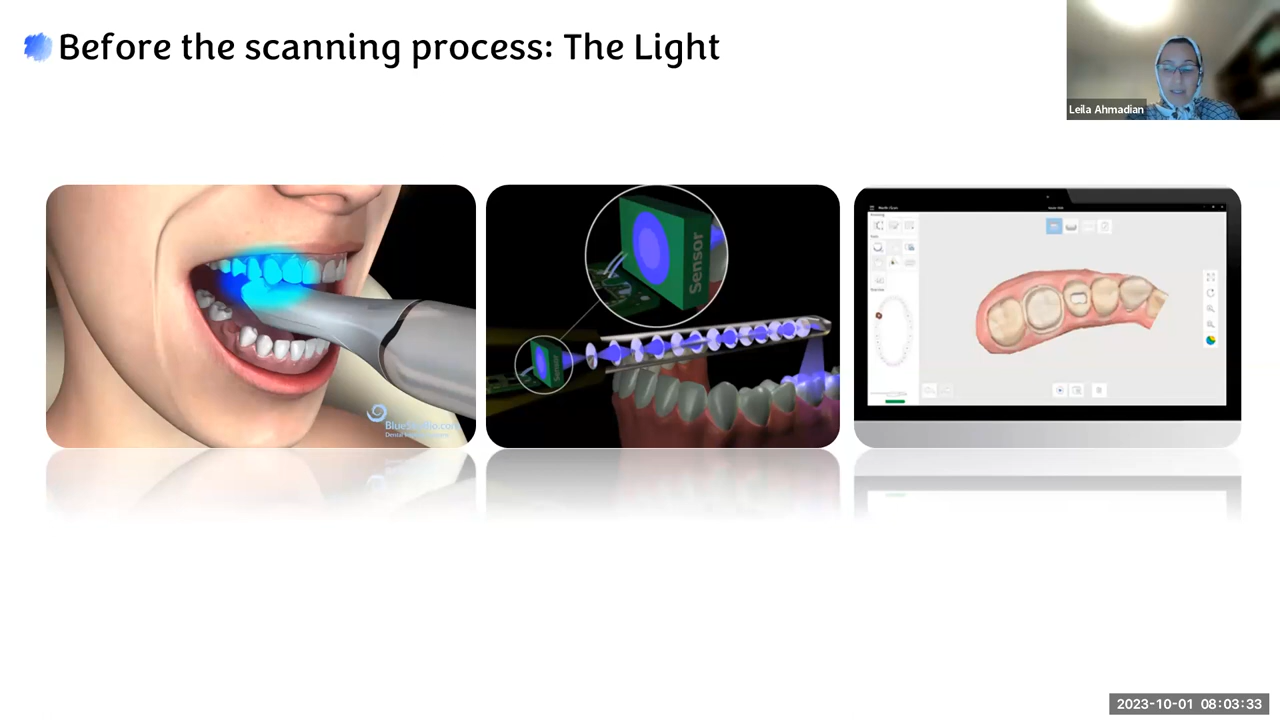 Before the scanning process: The Light
Leila Ahmadian
Sensor
2023-10-01 08:03:33